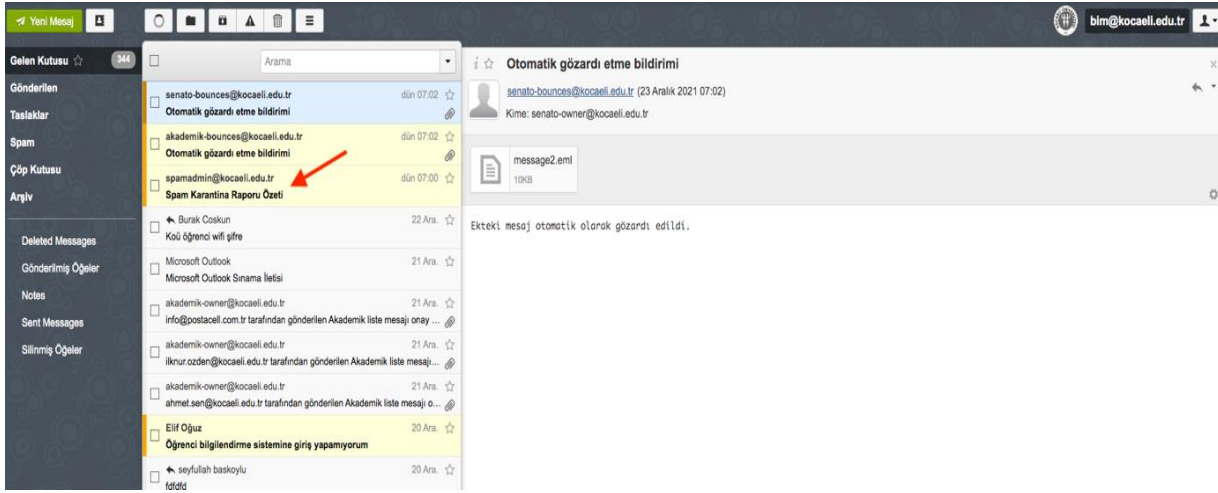 Yeni Mesaj
bim@kocaeli.edu.tr
Gelen Kutusu 344
Gönderilen
Taslaklar
Spam
Çöp Kutusu
Arşiv
Deleted Messages
Gönderilmiş Öğeler
Notes
Sent Messages
Silinmiş Öğeler
Arama
senato-bounces@kocaeli.edu.tr dün 07:02
Otomatik gözardı etme bildirimi
akademik-bounces@kocaeli.edu.tr dün 07:02
Otomatik gözardı etme bildirimi
spamadmin@kocaeli.edu.tr dün 07:00
Spam Karantina Raporu Özeti
Burak Coskun 22 Ara.
Koü öğrenci wifi şifre
Microsoft Outlook 21 Ara.
Microsoft Outlook Sınama İletisi
akademik-owner@kocaeli.edu.tr 21 Ara.
info@postacell.com.tr tarafından gönderilen Akademik liste mesajı onay ...
akademik-owner@kocaeli.edu.tr 21 Ara.
ilknur.ozden@kocaeli.edu.tr tarafından gönderilen Akademik liste mesajı...
akademik-owner@kocaeli.edu.tr 21 Ara.
ahmet.sen@kocaeli.edu.tr tarafından gönderilen Akademik liste mesajı o...
Elif Oğuz 20 Ara.
Öğrenci bilgilendirme sistemine giriş yapamıyorum
seyfullah baskoylu 20 Ara.
fdfdfd
Otomatik gözardı etme bildirimi
senato-bounces@kocaeli.edu.tr (23 Aralık 2021 07:02)
Kime: senato-owner@kocaeli.edu.tr
message2.eml
10KB
Ekteki mesaj otomatik olarak gözardı edildi.